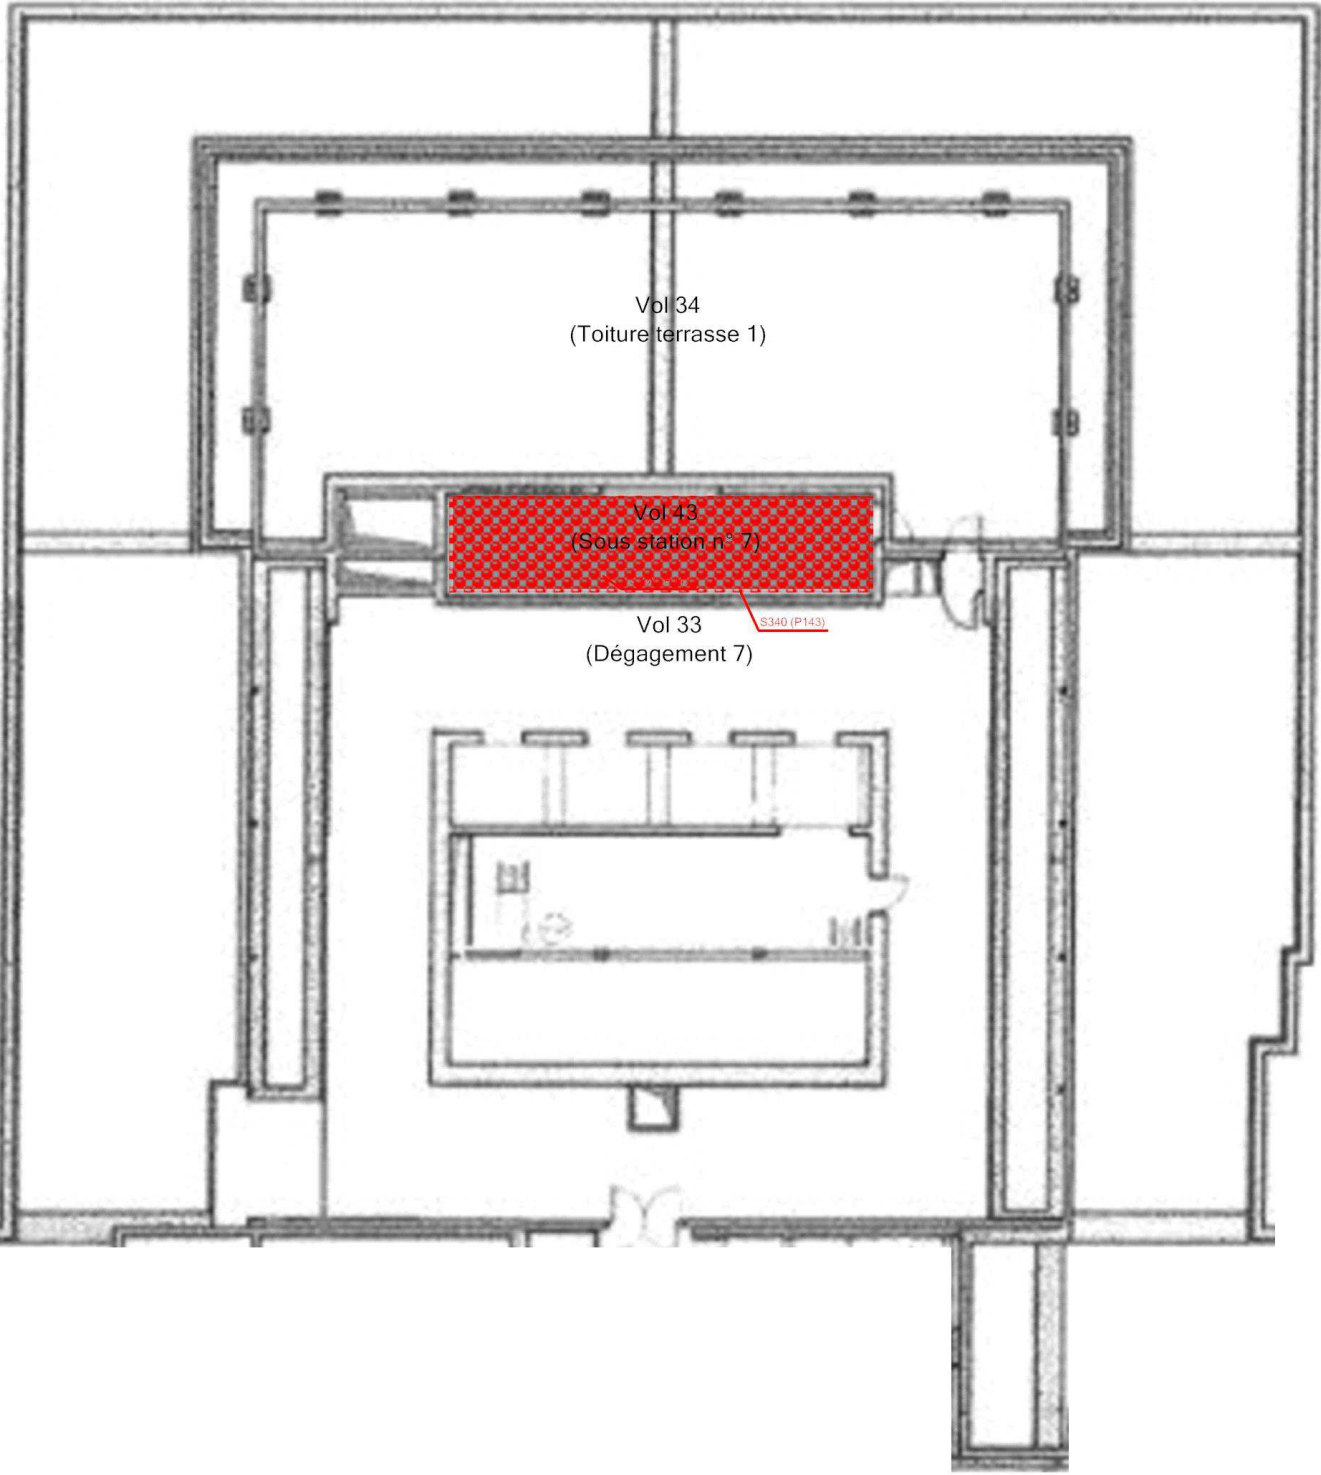 Vol 34
(Toiture terrasse 1)
Vol 43
(Sous station n° 7)
Vol 33
(Dégagement 7)
S340 (P143)